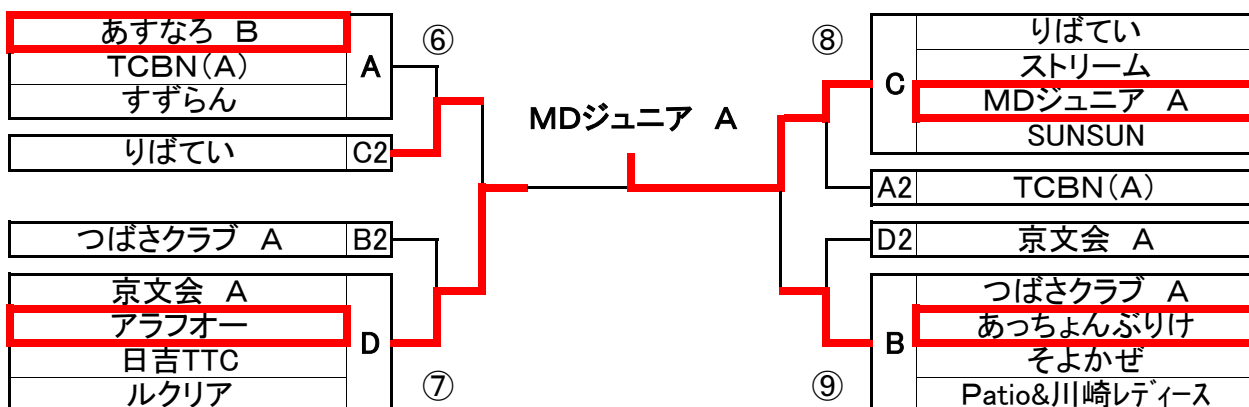 あすなろ B
TCBN(A)
すずらん
A
⑥
りばてい
C2
つばさクラブ A
B2
京文会 A
アラフオー
日吉TTC
ルクリア
D
⑦
MDジュニア A
⑧
C
りばてい
ストリーム
MDジュニア A
SUNSUN
A2
TCBN(A)
D2
京文会 A
B
つばさクラブ A
あっちょんぶりけ
そよかぜ
Patio&川崎レディース
⑨